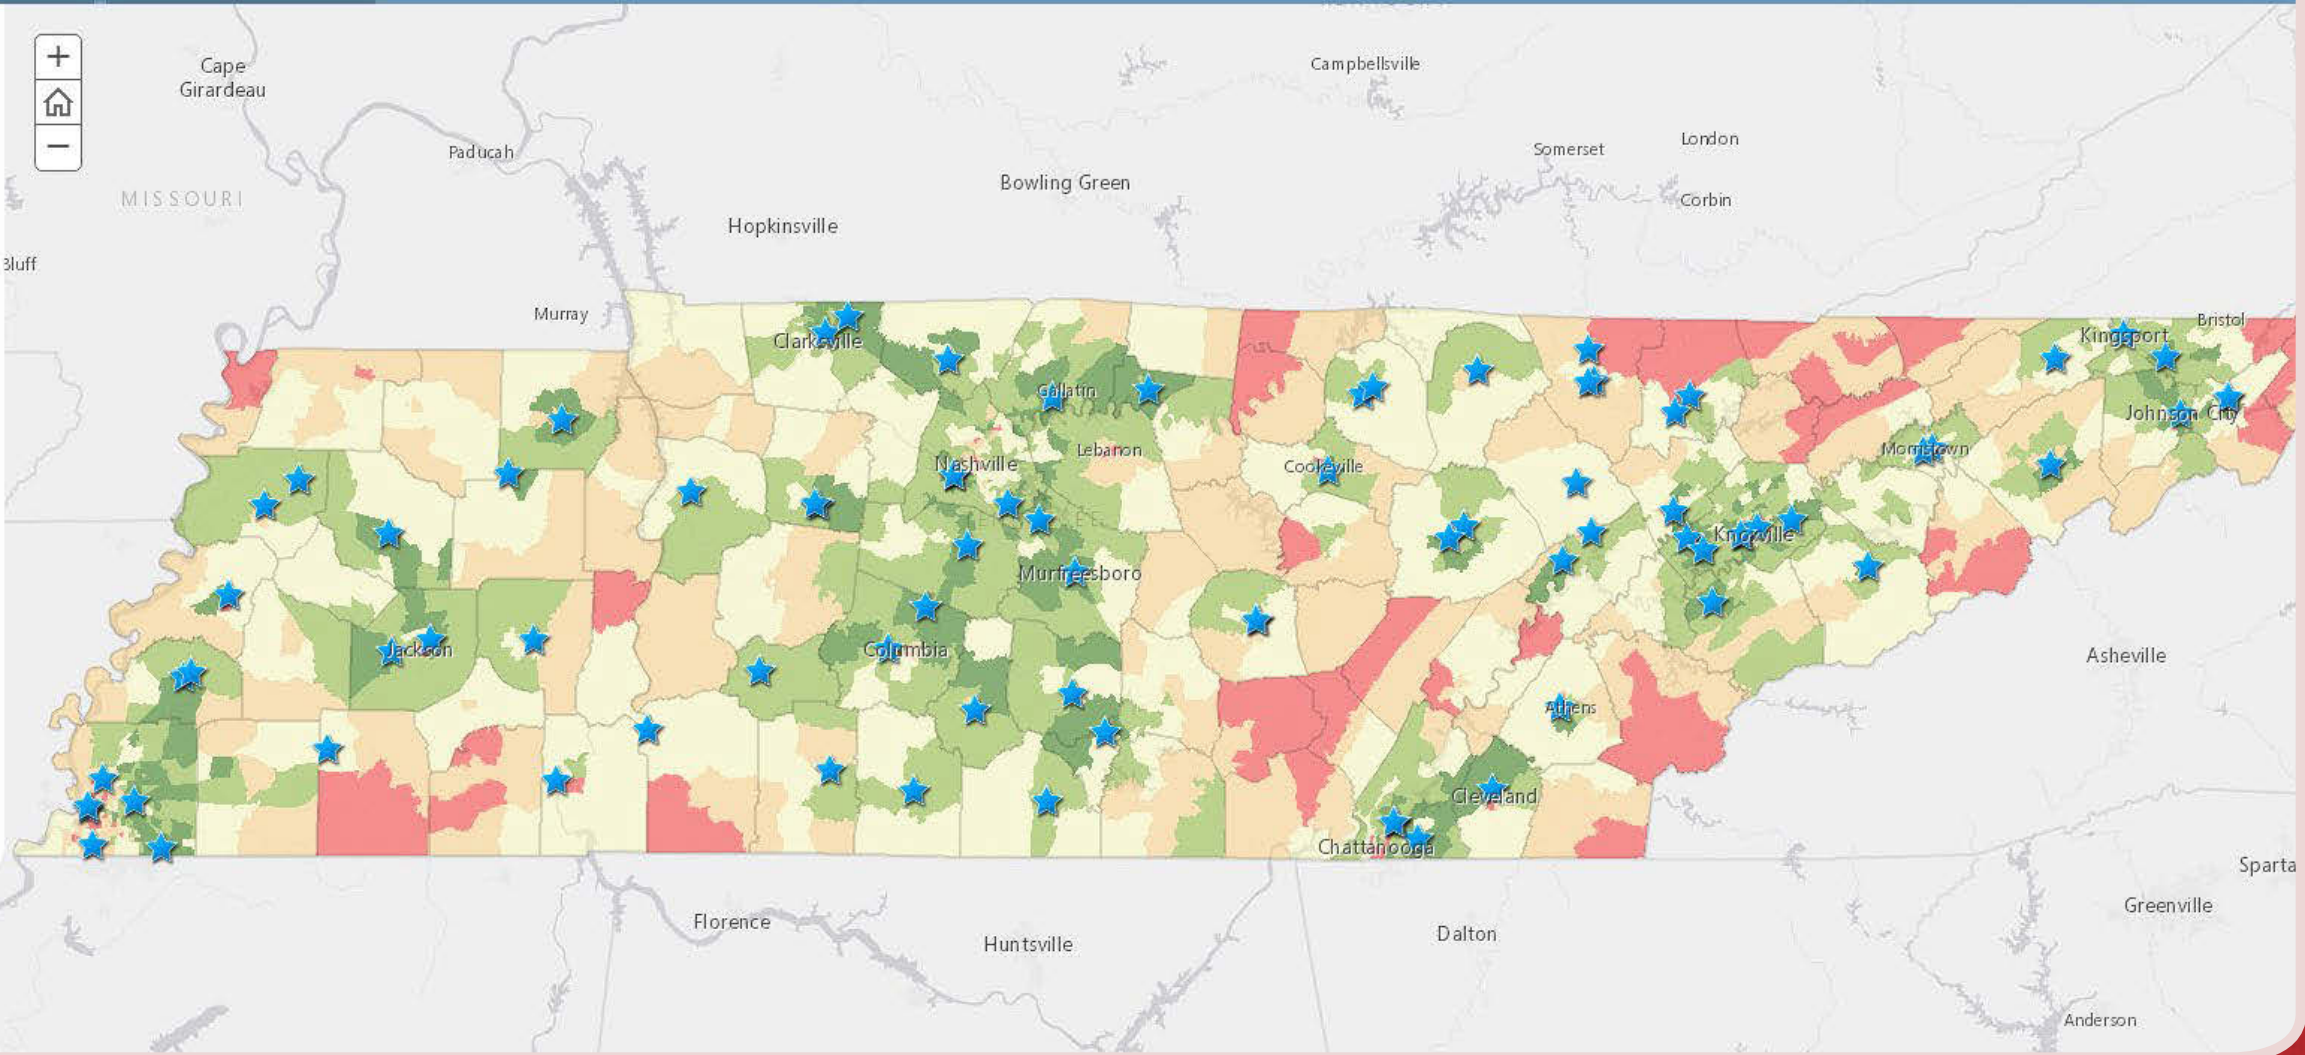 +
Cape
Girardeau
Campbellsville
London
Somerset
Paducah
Bowling Green
MISSOURI
Corbin
Hopkinsville
Bluff
Murray
Bristol
Kingsport
Clarksville
Gallatin
Johnson City
Lebanon
Morristown
Nashville
Cookeville
Knoxville
Murfreesboro
Jackson
Columbia
Asheville
Athens
Cleveland
Chattanooga
Sparta
Greenville
Florence
Dalton
Huntsville
Anderson